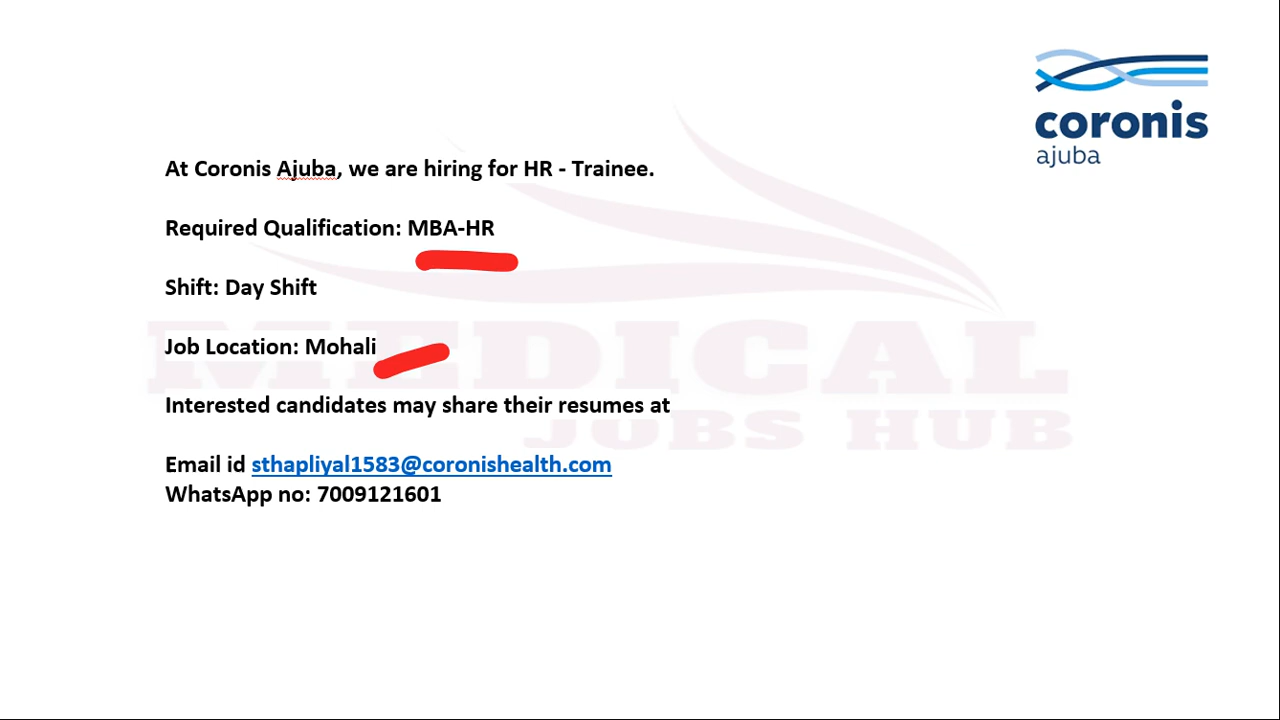 coronis
ajuba
At Coronis Ajuba, we are hiring for HR - Trainee.
Required Qualification: MBA-HR
Shift: Day Shift
Job Location: Mohali
Interested candidates may share their resumes at
Email id sthapliyal1583@coronishealth.com
WhatsApp no: 7009121601
MEDICAL
JOBS HUB